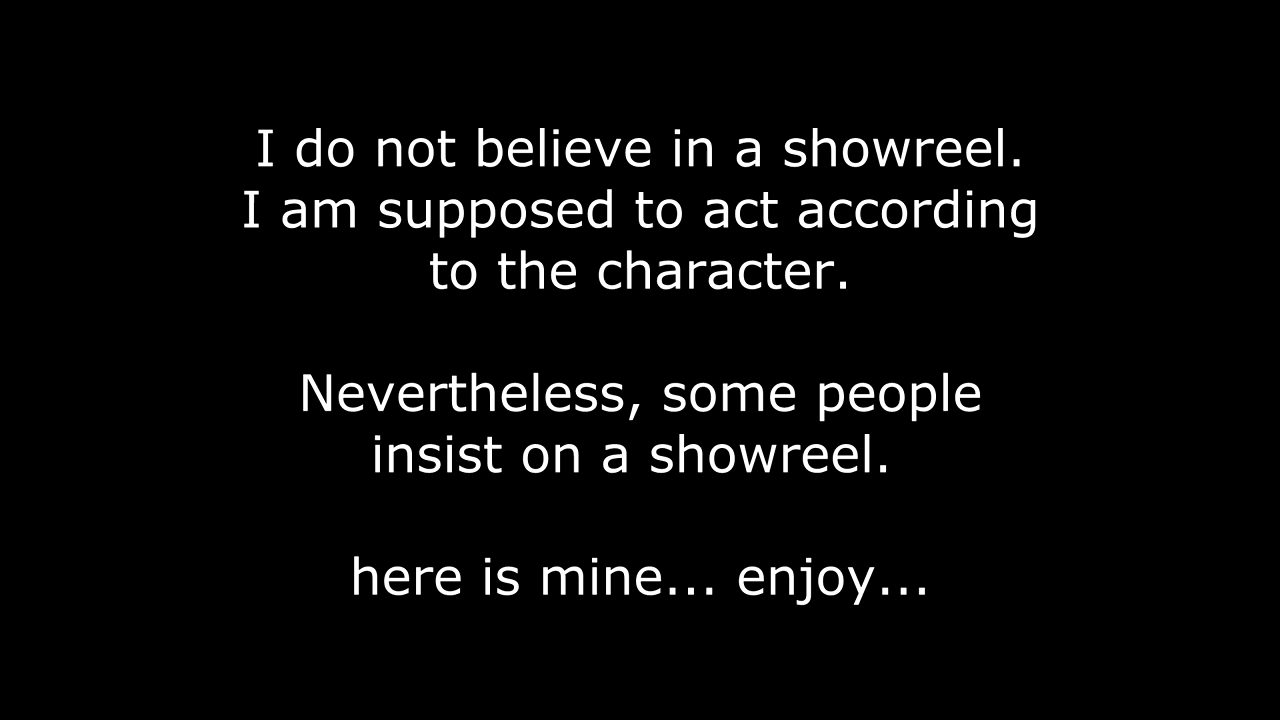 I do not believe in a showreel.
I am supposed to act according
to the character.
Nevertheless, some people
insist on a showreel.
here is mine... enjoy...